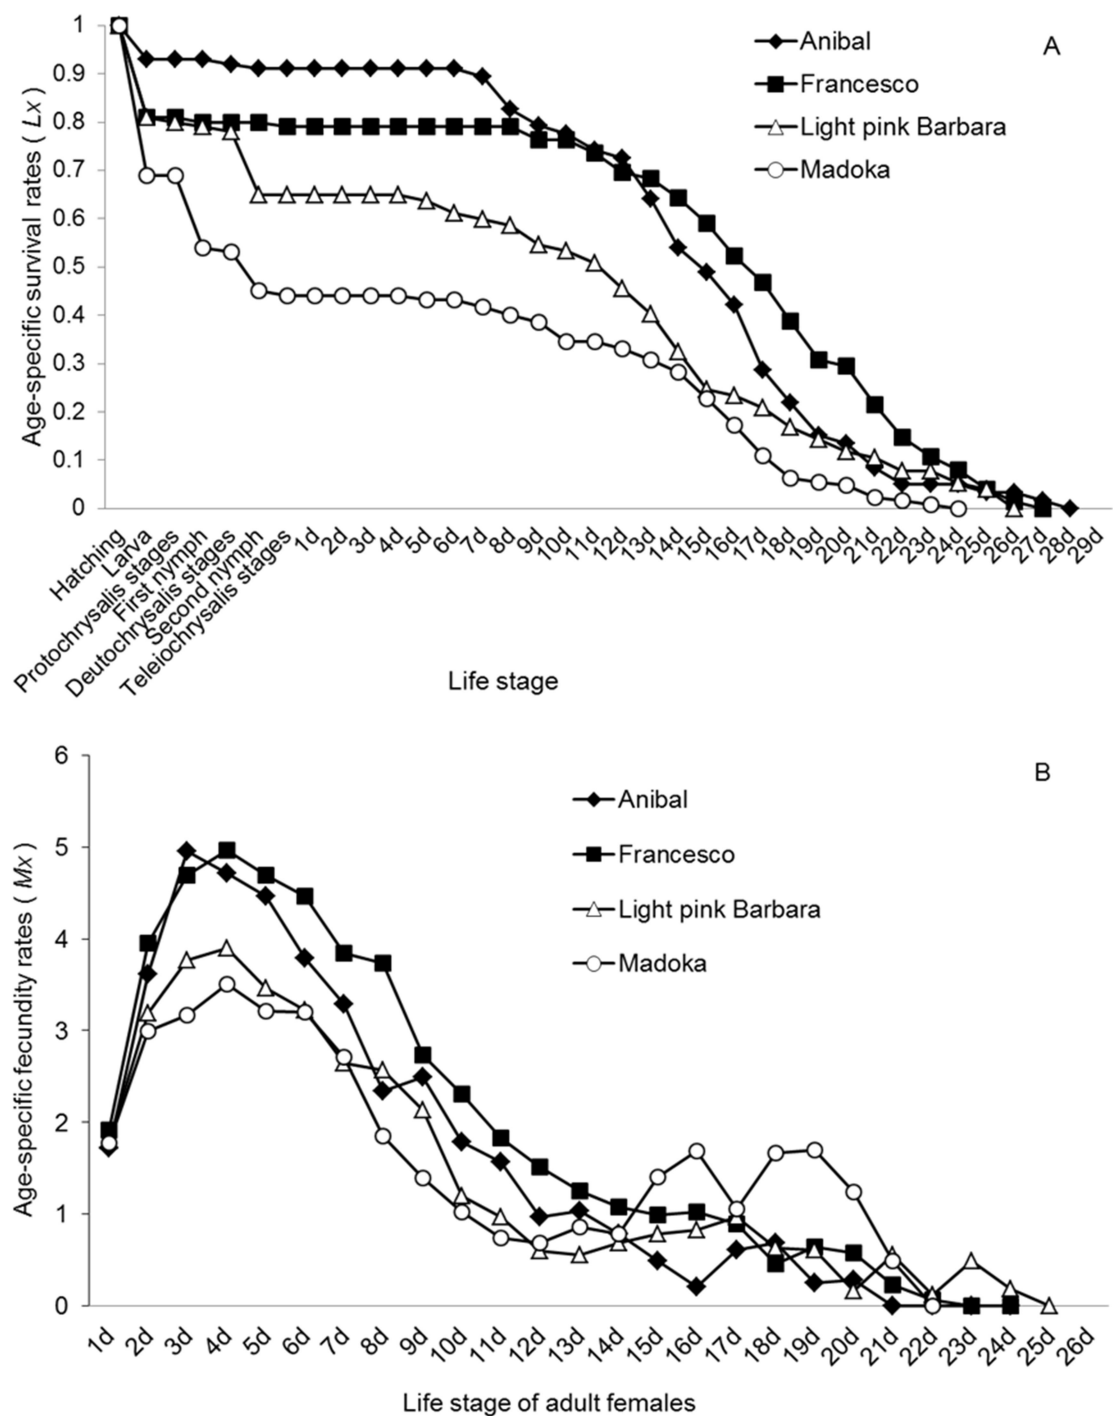 A
Anibal
Francesco
Light pink Barbara
Madoka
Age-specific survival rates ( Lx )
1
0.9
0.8
0.7
0.6
0.5
0.4
0.3
0.2
0.1
0
Hatching
Larva
Protochrysalis stages
First nymph
Deutochrysalis stages
Second nymph
Teleiochrysalis stages
1d
2d
3d
4d
5d
6d
7d
8d
9d
10d
11d
12d
13d
14d
15d
16d
17d
18d
19d
20d
21d
22d
23d
24d
25d
26d
27d
28d
29d
Life stage
B
Anibal
Francesco
Light pink Barbara
Madoka
Age-specific fecundity rates ( Mx )
6
5
4
3
2
1
0
1d
2d
3d
4d
5d
6d
7d
8d
9d
10d
11d
12d
13d
14d
15d
16d
17d
18d
19d
20d
21d
22d
23d
24d
25d
26d
Life stage of adult females